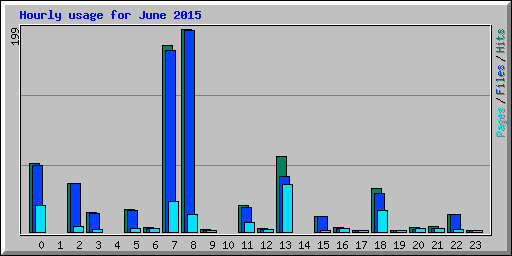 Hourly usage for June 2015
199
Pages/Files/Hits
0 1 2 3 4 5 6 7 8 9 10 11 12 13 14 15 16 17 18 19 20 21 22 23